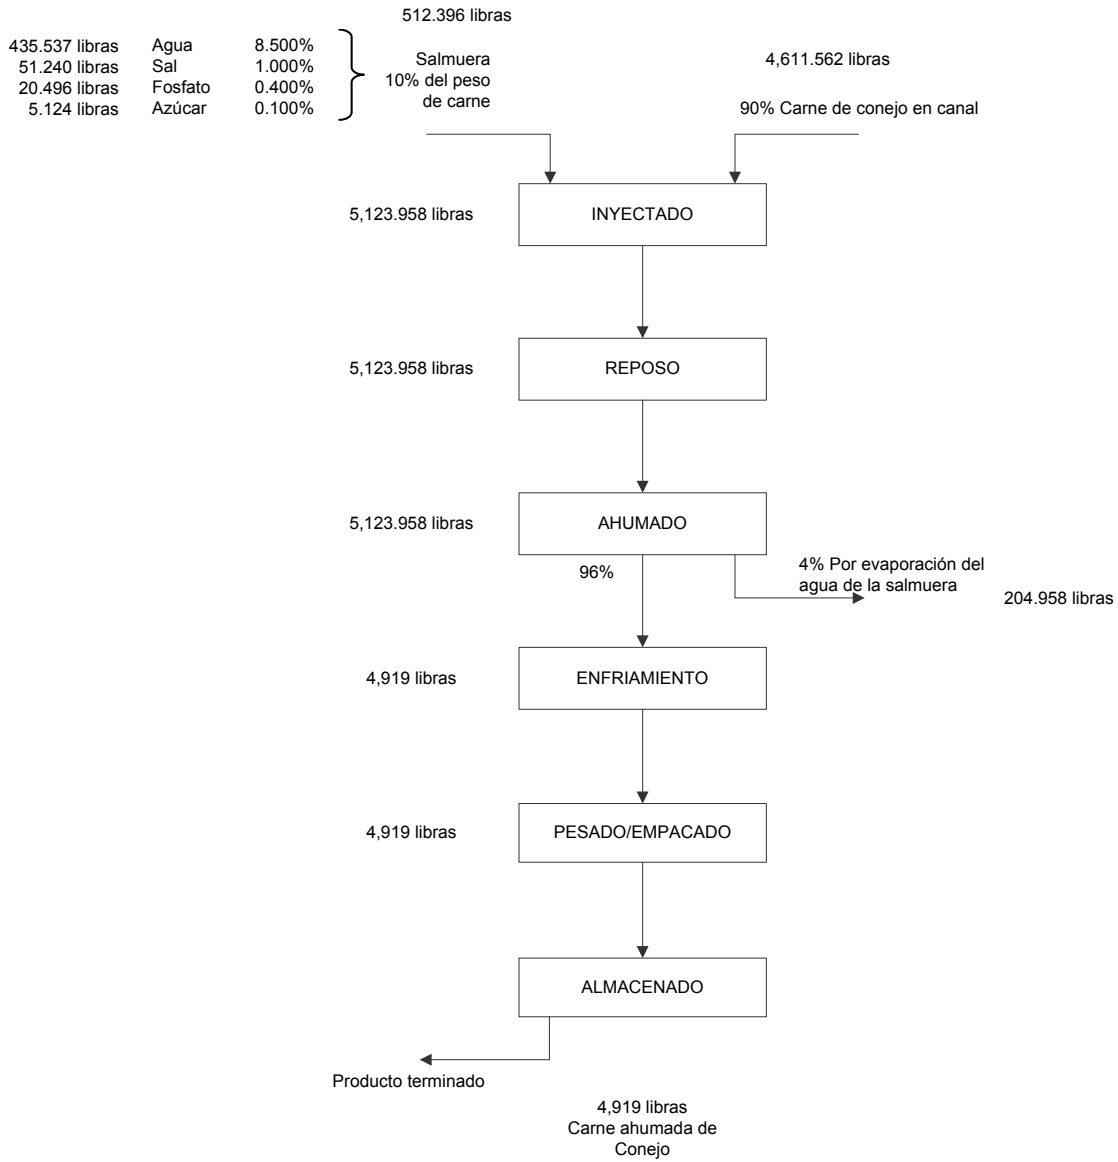 512.396 libras
435.537 libras Agua 8.500%
51.240 libras Sal 1.000%
20.496 libras Fosfato 0.400%
5.124 libras Azúcar 0.100%
Salmuera
10% del peso
de carne
4,611.562 libras
90% Carne de conejo en canal
5,123.958 libras INYECTADO
5,123.958 libras REPOSO
5,123.958 libras AHUMADO
96%
4% Por evaporación del
agua de la salmuera
204.958 libras
4,919 libras ENFRIAMIENTO
4,919 libras PESADO/EMPACADO
ALMACENADO
Producto terminado
4,919 libras
Carne ahumada de
Conejo